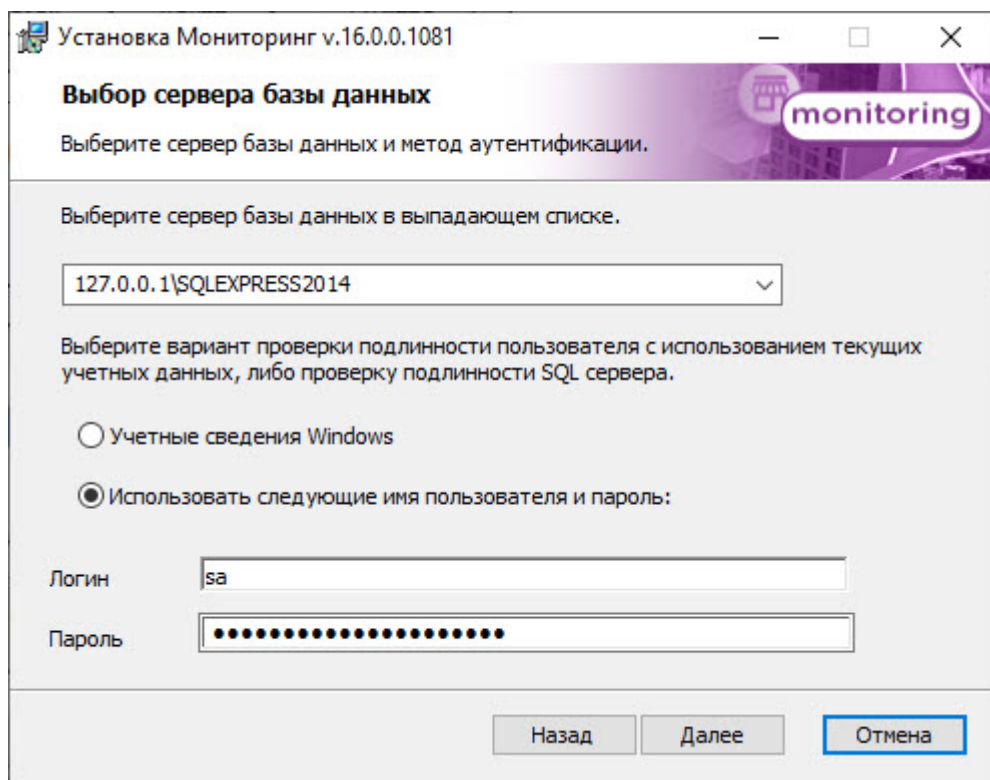 Установка Мониторинг v.16.0.0.1081
Выбор сервера базы данных
monitoring
Выберите сервер базы данных и метод аутентификации.
Выберите сервер базы данных в выпадающем списке.
127.0.0.1\SQLEXPRESS2014
Выберите вариант проверки подлинности пользователя с использованием текущих
учетных данных, либо проверку подлинности SQL сервера.
Учетные сведения Windows
Использовать следующие имя пользователя и пароль:
Логин
sa
Пароль
●●●●●●●●●●●●●●●●●●●●●
Назад
Далее
Отмена